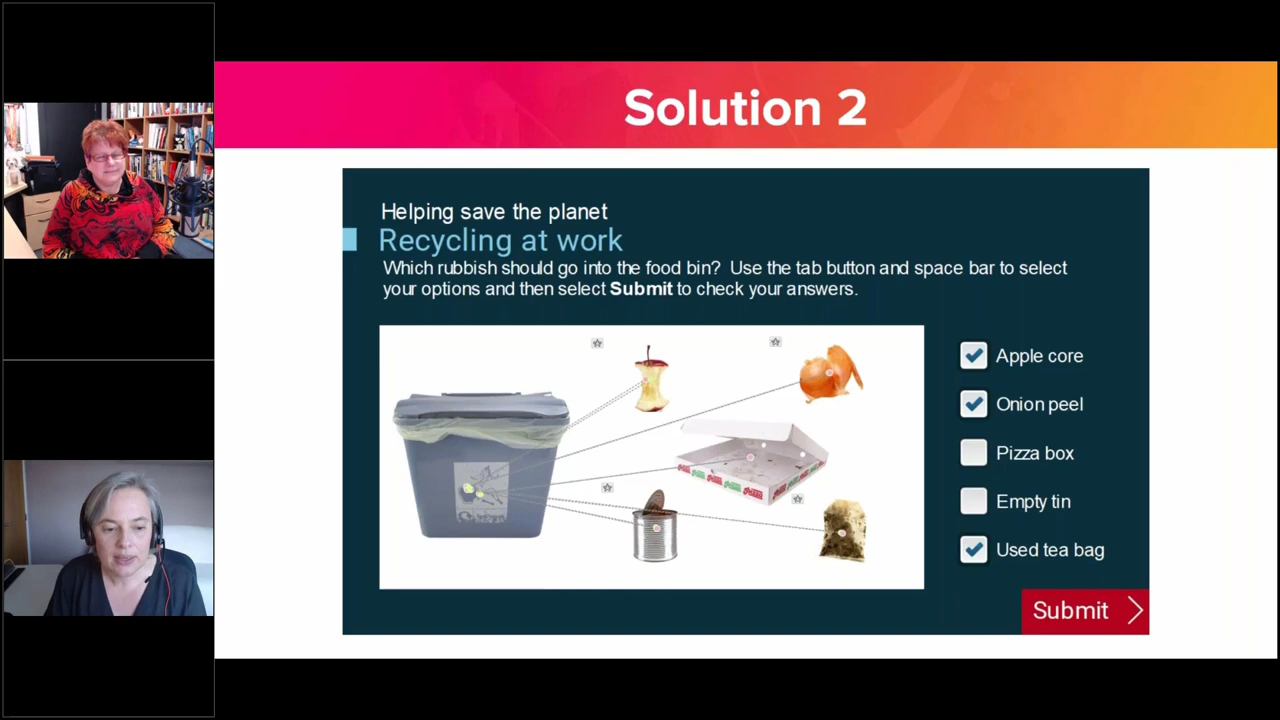 Solution 2
Helping save the planet
Recycling at work
Which rubbish should go into the food bin? Use the tab button and space bar to select
your options and then select Submit to check your answers.
Apple core
Onion peel
Pizza box
Empty tin
Used tea bag
Submit